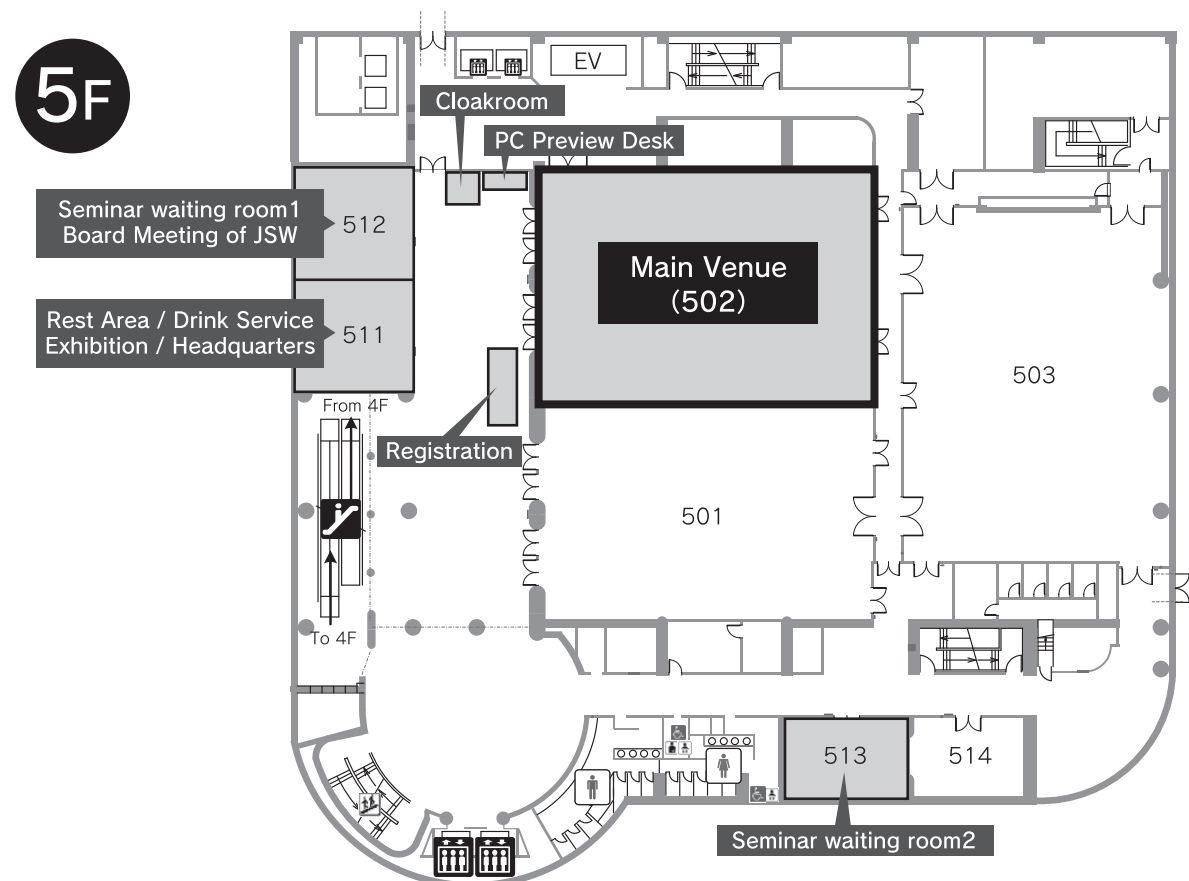 5F
EV
Cloakroom
PC Preview Desk
Seminar waiting room1
Board Meeting of JSW
512
Main Venue
(502)
Rest Area / Drink Service
Exhibition / Headquarters
511
503
From 4F
Registration
501
To 4F
513
514
Seminar waiting room2